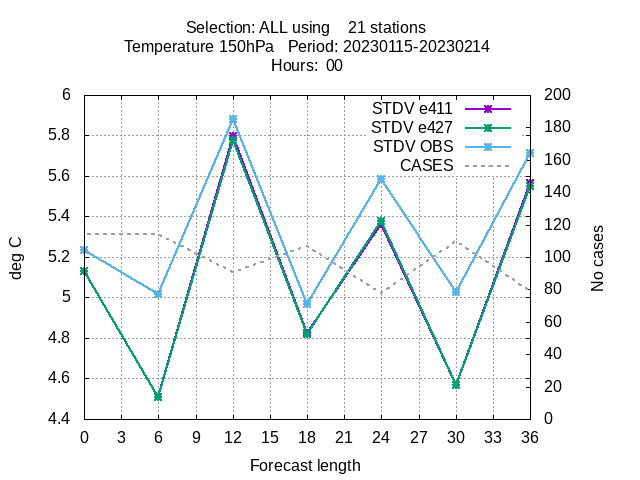 Selection: ALL using    21 stations
Temperature 150hPa   Period: 20230115-20230214
Hours:  00
6
5.8
5.6
5.4
5.2
5
4.8
4.6
4.4
200
180
160
140
120
100
80
60
40
20
0
STDV e411
STDV e427
STDV OBS
CASES
deg C
No cases
0 3 6 9 12 15 18 21 24 27 30 33 36
Forecast length